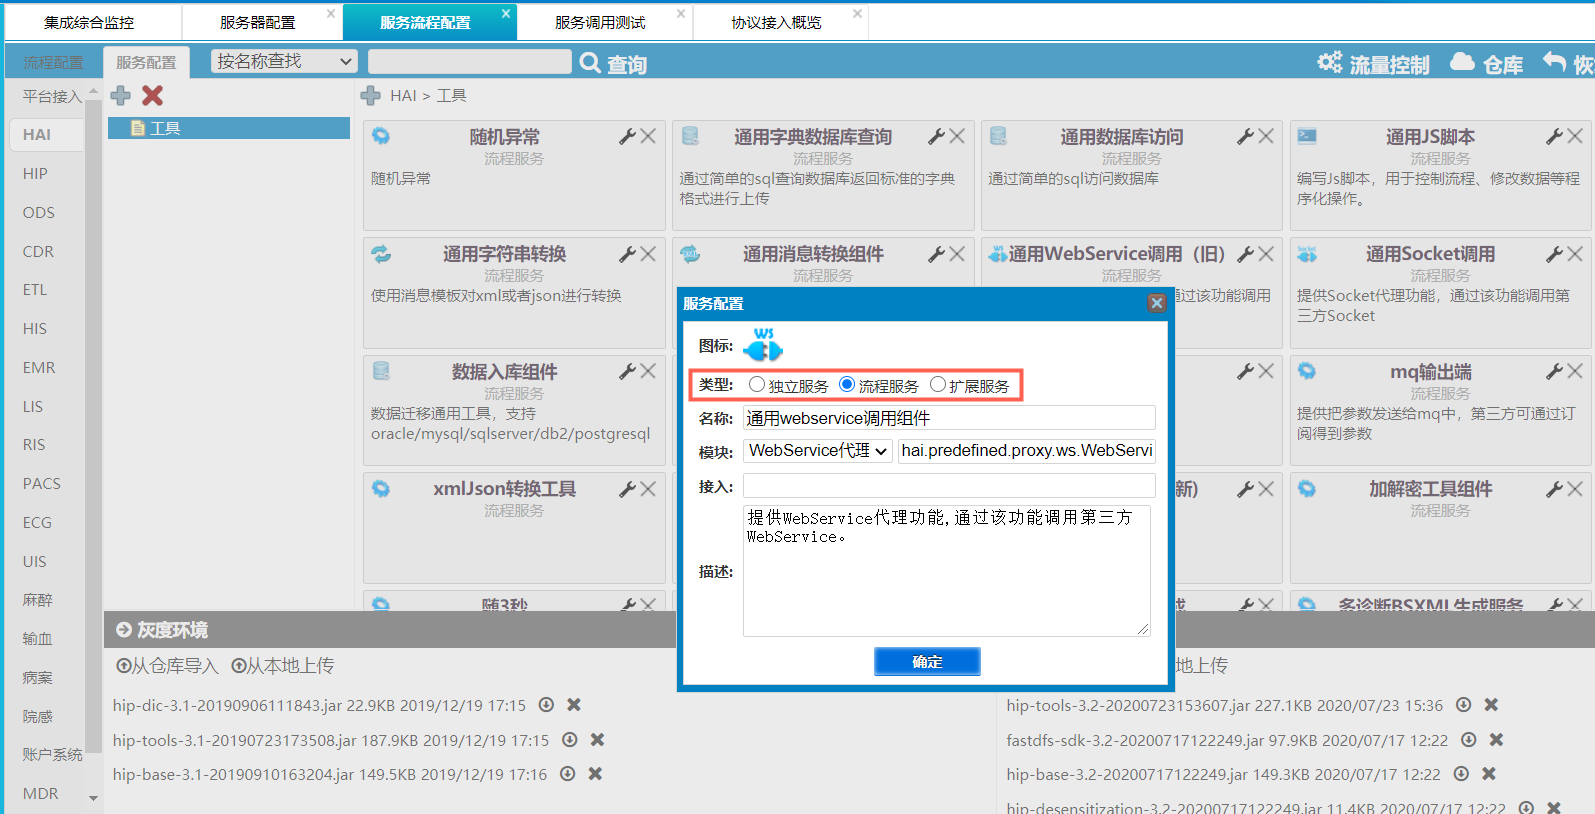 集成综合监控
服务器配置
服务流程配置
服务调用测试
协议接入概览
流程配置
服务配置
按名称查找
查询
流量控制
仓库
平台接入
HAI
HIP
ODS
CDR
ETL
HIS
EMR
LIS
RIS
PACS
ECG
UIS
麻醉
输血
病案
院感
账户系统
MDR
工具
HAI > 工具
随机异常
流程服务
随机异常
通用字典数据库查询
流程服务
通过简单的sql查询数据库返回标准的字典
格式进行上传
通用数据库访问
流程服务
通过简单的sql访问数据库
通用JS脚本
流程服务
编写Js脚本，用于控制流程、修改数据等程
序化操作。
通用字符串转换
流程服务
使用消息模板对xml或者json进行转换
通用消息转换组件
流程服务
通用WebService调用（旧）
流程服务
过该功能调用
通用Socket调用
流程服务
提供Socket代理功能，通过该功能调用第
三方Socket
数据入库组件
流程服务
数据迁移通用工具，支持
oracle/mysql/sqlserver/db2/postgresql
mq输出端
流程服务
提供把参数发送给mq中，第三方可通过订
阅得到参数
xmlJson转换工具
流程服务
新)
加解密工具组件
流程服务
随3秒
多诊断BSXML生成服务
服务配置
图标:
WS
类型:
独立服务
流程服务
扩展服务
名称:
通用webservice调用组件
模块:
WebService代理
hai.predefined.proxy.ws.WebServi
接入:
描述:
提供WebService代理功能,通过该功能调用第三方
WebService。
确定
灰度环境
从仓库导入
从本地上传
hip-dic-3.1-20190906111843.jar 22.9KB 2019/12/19 17:15
hip-tools-3.1-20190723173508.jar 187.9KB 2019/12/19 17:15
hip-base-3.1-20190910163204.jar 149.5KB 2019/12/19 17:16
地上传
hip-tools-3.2-20200723153607.jar 227.1KB 2020/07/23 15:36
fastdfs-sdk-3.2-20200717122249.jar 97.9KB 2020/07/17 12:22
hip-base-3.2-20200717122249.jar 149.3KB 2020/07/17 12:22
hip-desensitization-3.2-20200717122249.jar 11.4KB 2020/07/17 12:22